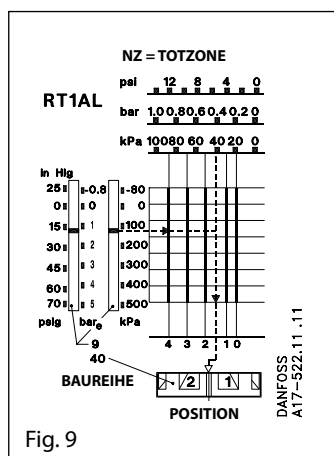 NZ = TOTZONE
psi 12 8 4 0
RT1AL
bar 1.0 0.8 0.6 0.4 0.2 0
kPa 100 80 60 40 20 0
in Hg
25 -0.8 -80
0 0 0
15 1 100
30 2 200
45 3 300
60 4 400
70 5 500
psig bare kPa
4 3 2 1 0
9
40
BAUREIHE
2 1
POSITION
DANFOSS
A17-522.11.11
Fig. 9